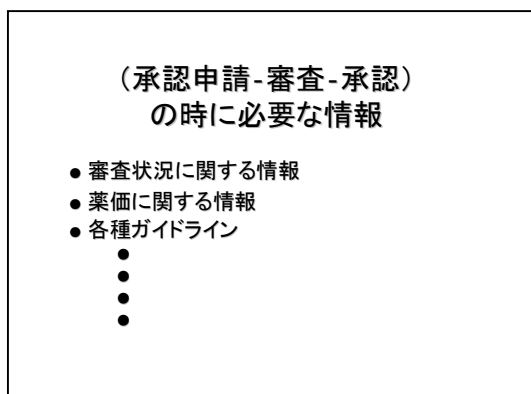 （承認申請-審査-承認）
の時に必要な情報
● 審査状況に関する情報
● 薬価に関する情報
● 各種ガイドライン
●
●
●
●